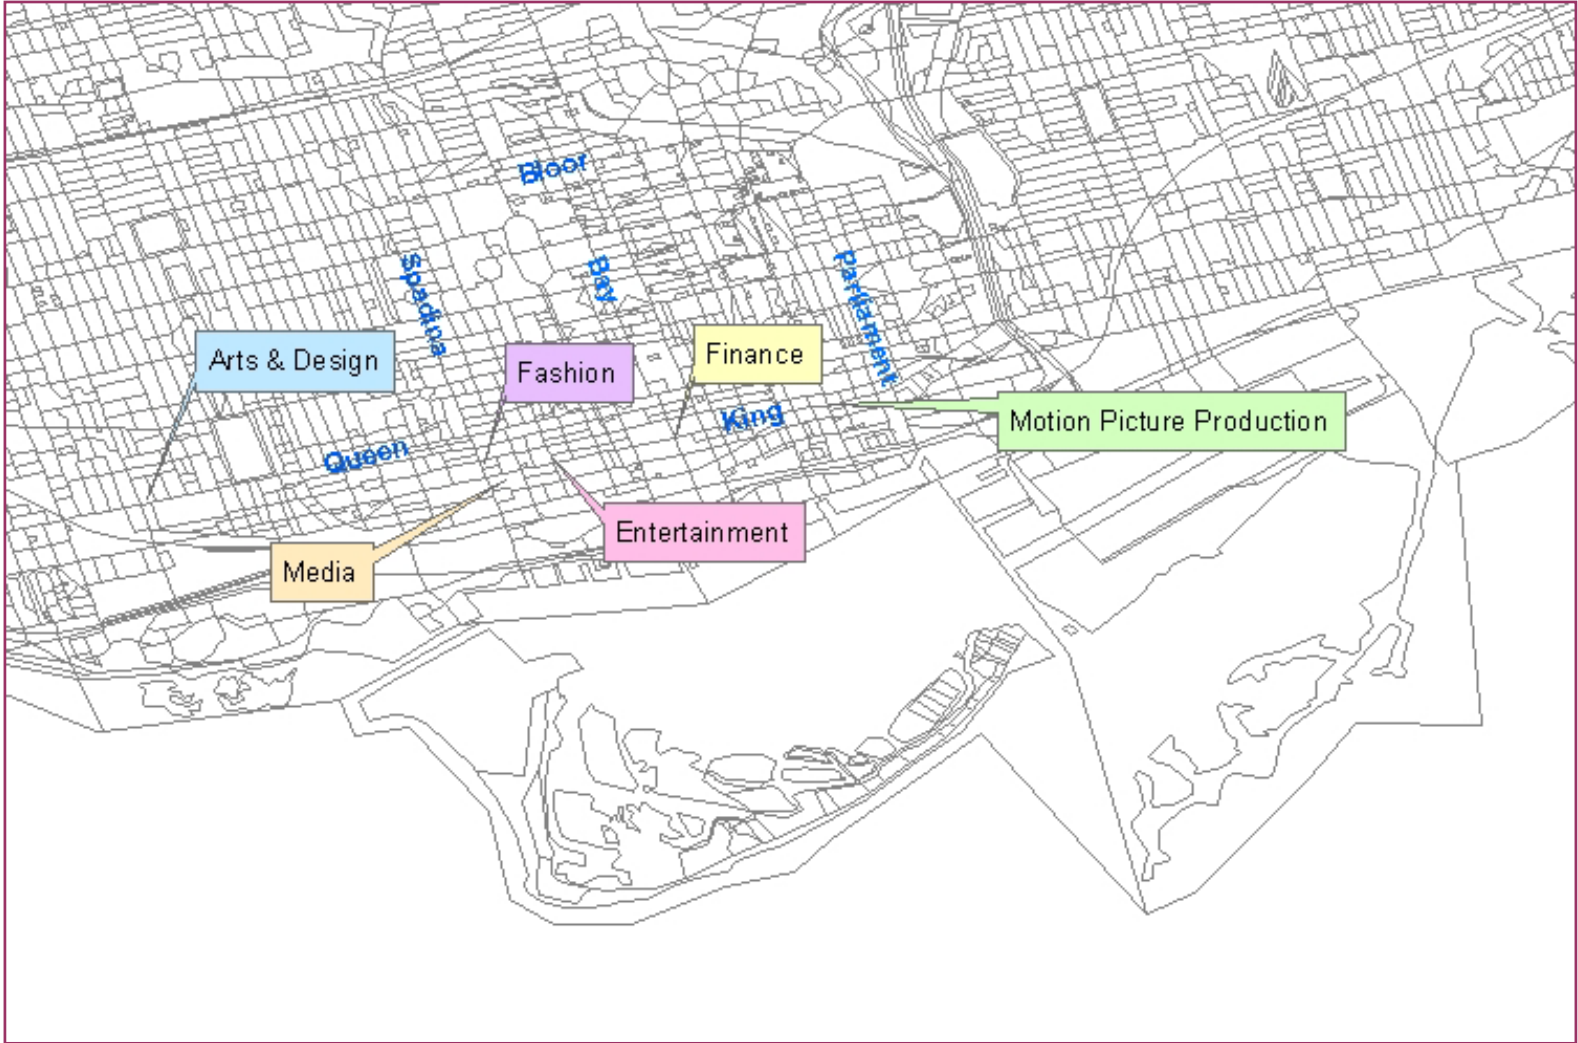 Bloor
Spadina
Bay
Parliament
Arts & Design
Fashion
Finance
King
Motion Picture Production
Queen
Entertainment
Media